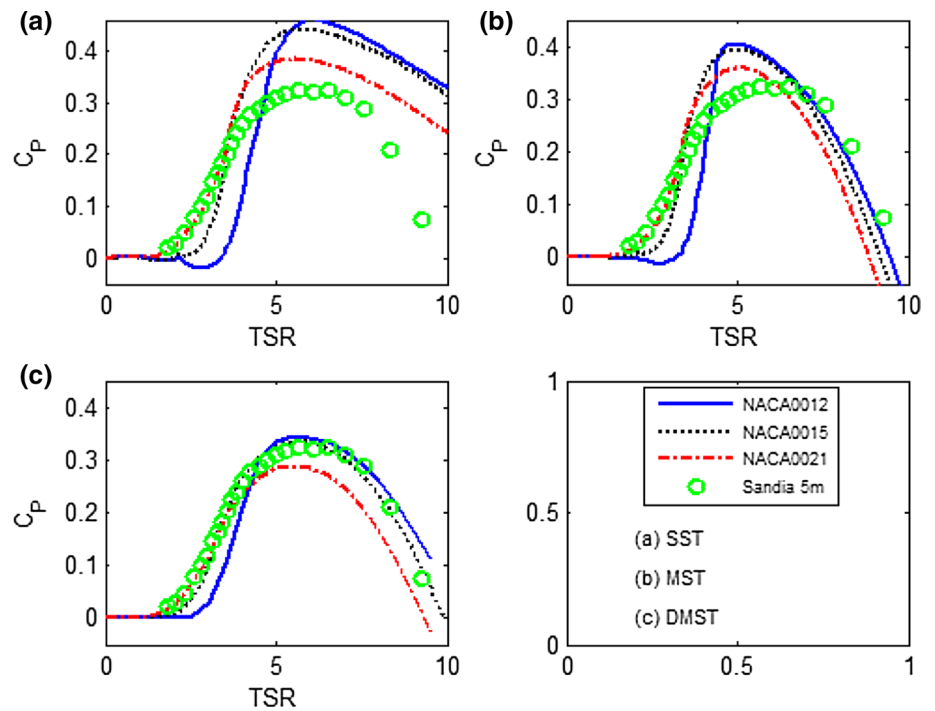 (a)
0.4
0.3
0.2
0.1
0
C_P
0
5
10
TSR
(b)
0.4
0.3
0.2
0.1
0
C_P
0
5
10
TSR
(c)
0.4
0.3
0.2
0.1
0
C_P
0
5
10
TSR
1
0.5
0
0
0.5
1
NACA0012
NACA0015
NACA0021
Sandia 5m
(a) SST
(b) MST
(c) DMST